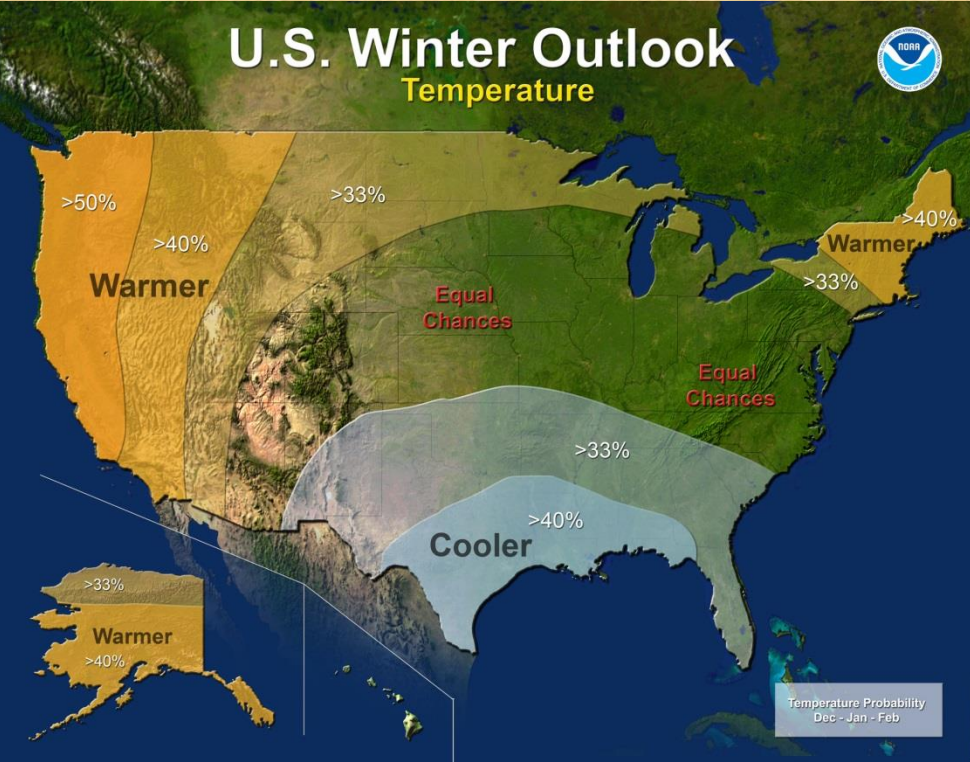 U.S. Winter Outlook
Temperature
NOAA
>50%
>40%
Warmer
>33%
Equal
Chances
Equal
Chances
>40%
Warmer
>33%
>33%
>40%
Cooler
>33%
Warmer
>40%
Temperature Probability
Dec - Jan - Feb